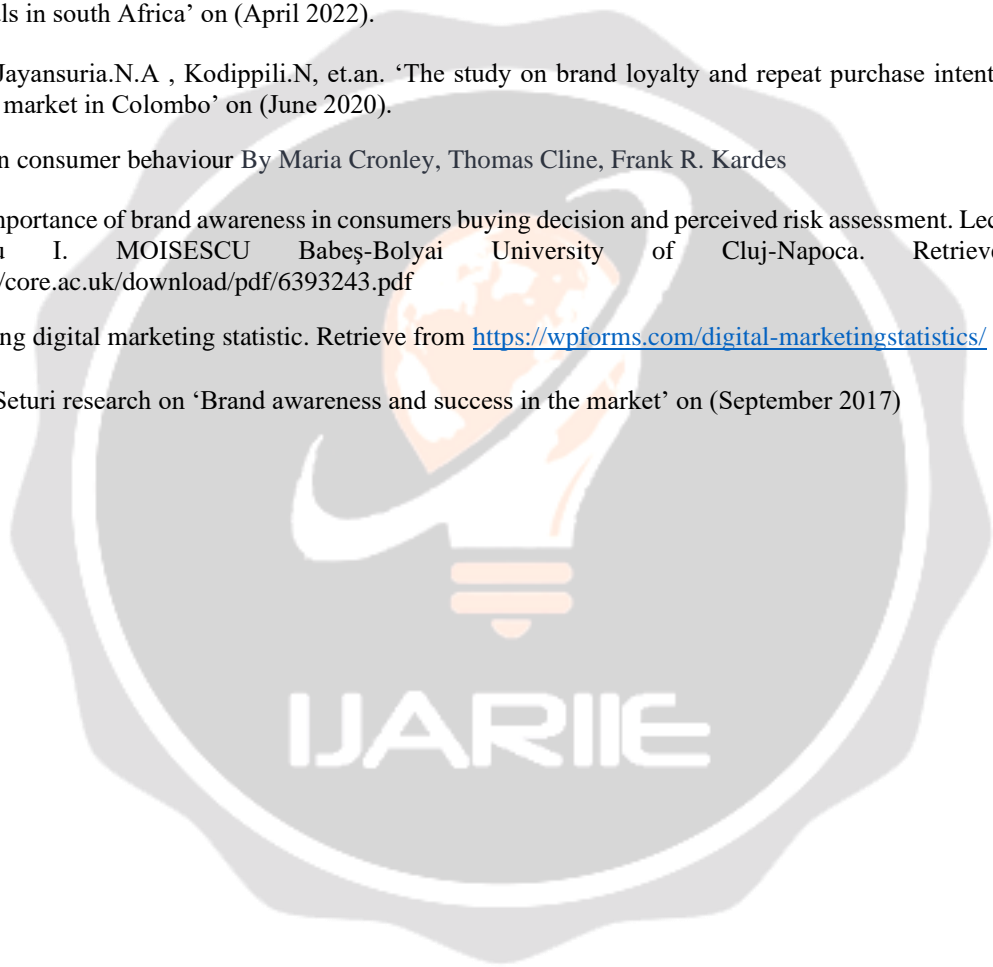 ls in south Africa' on (April 2022).
Jayansuria.N.A , Kodippili.N, et.an. 'The study on brand loyalty and repeat purchase intent
market in Colombo' on (June 2020).
n consumer behaviour By Maria Cronley, Thomas Cline, Frank R. Kardes
mportance of brand awareness in consumers buying decision and perceived risk assessment. Lec
I. MOISESCU Babeş-Bolyai University of Cluj-Napoca. Retrieve
/core.ac.uk/download/pdf/6393243.pdf
ng digital marketing statistic. Retrieve from https://wpforms.com/digital-marketingstatistics/
Seturi research on 'Brand awareness and success in the market' on (September 2017)
IJARIIE